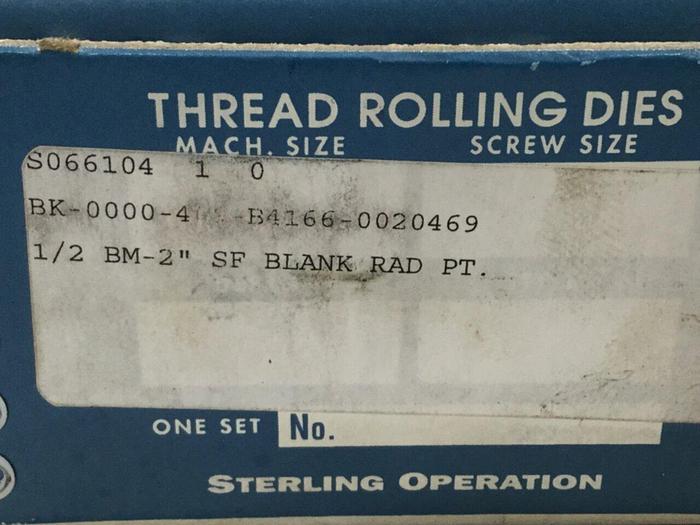 THREAD ROLLING DIES
MACH. SIZE SCREW SIZE
S066104 1 0
BK-0000-4 B4166-0020469
1/2 BM-2" SF BLANK RAD PT.
ONE SET No.
STERLING OPERATION